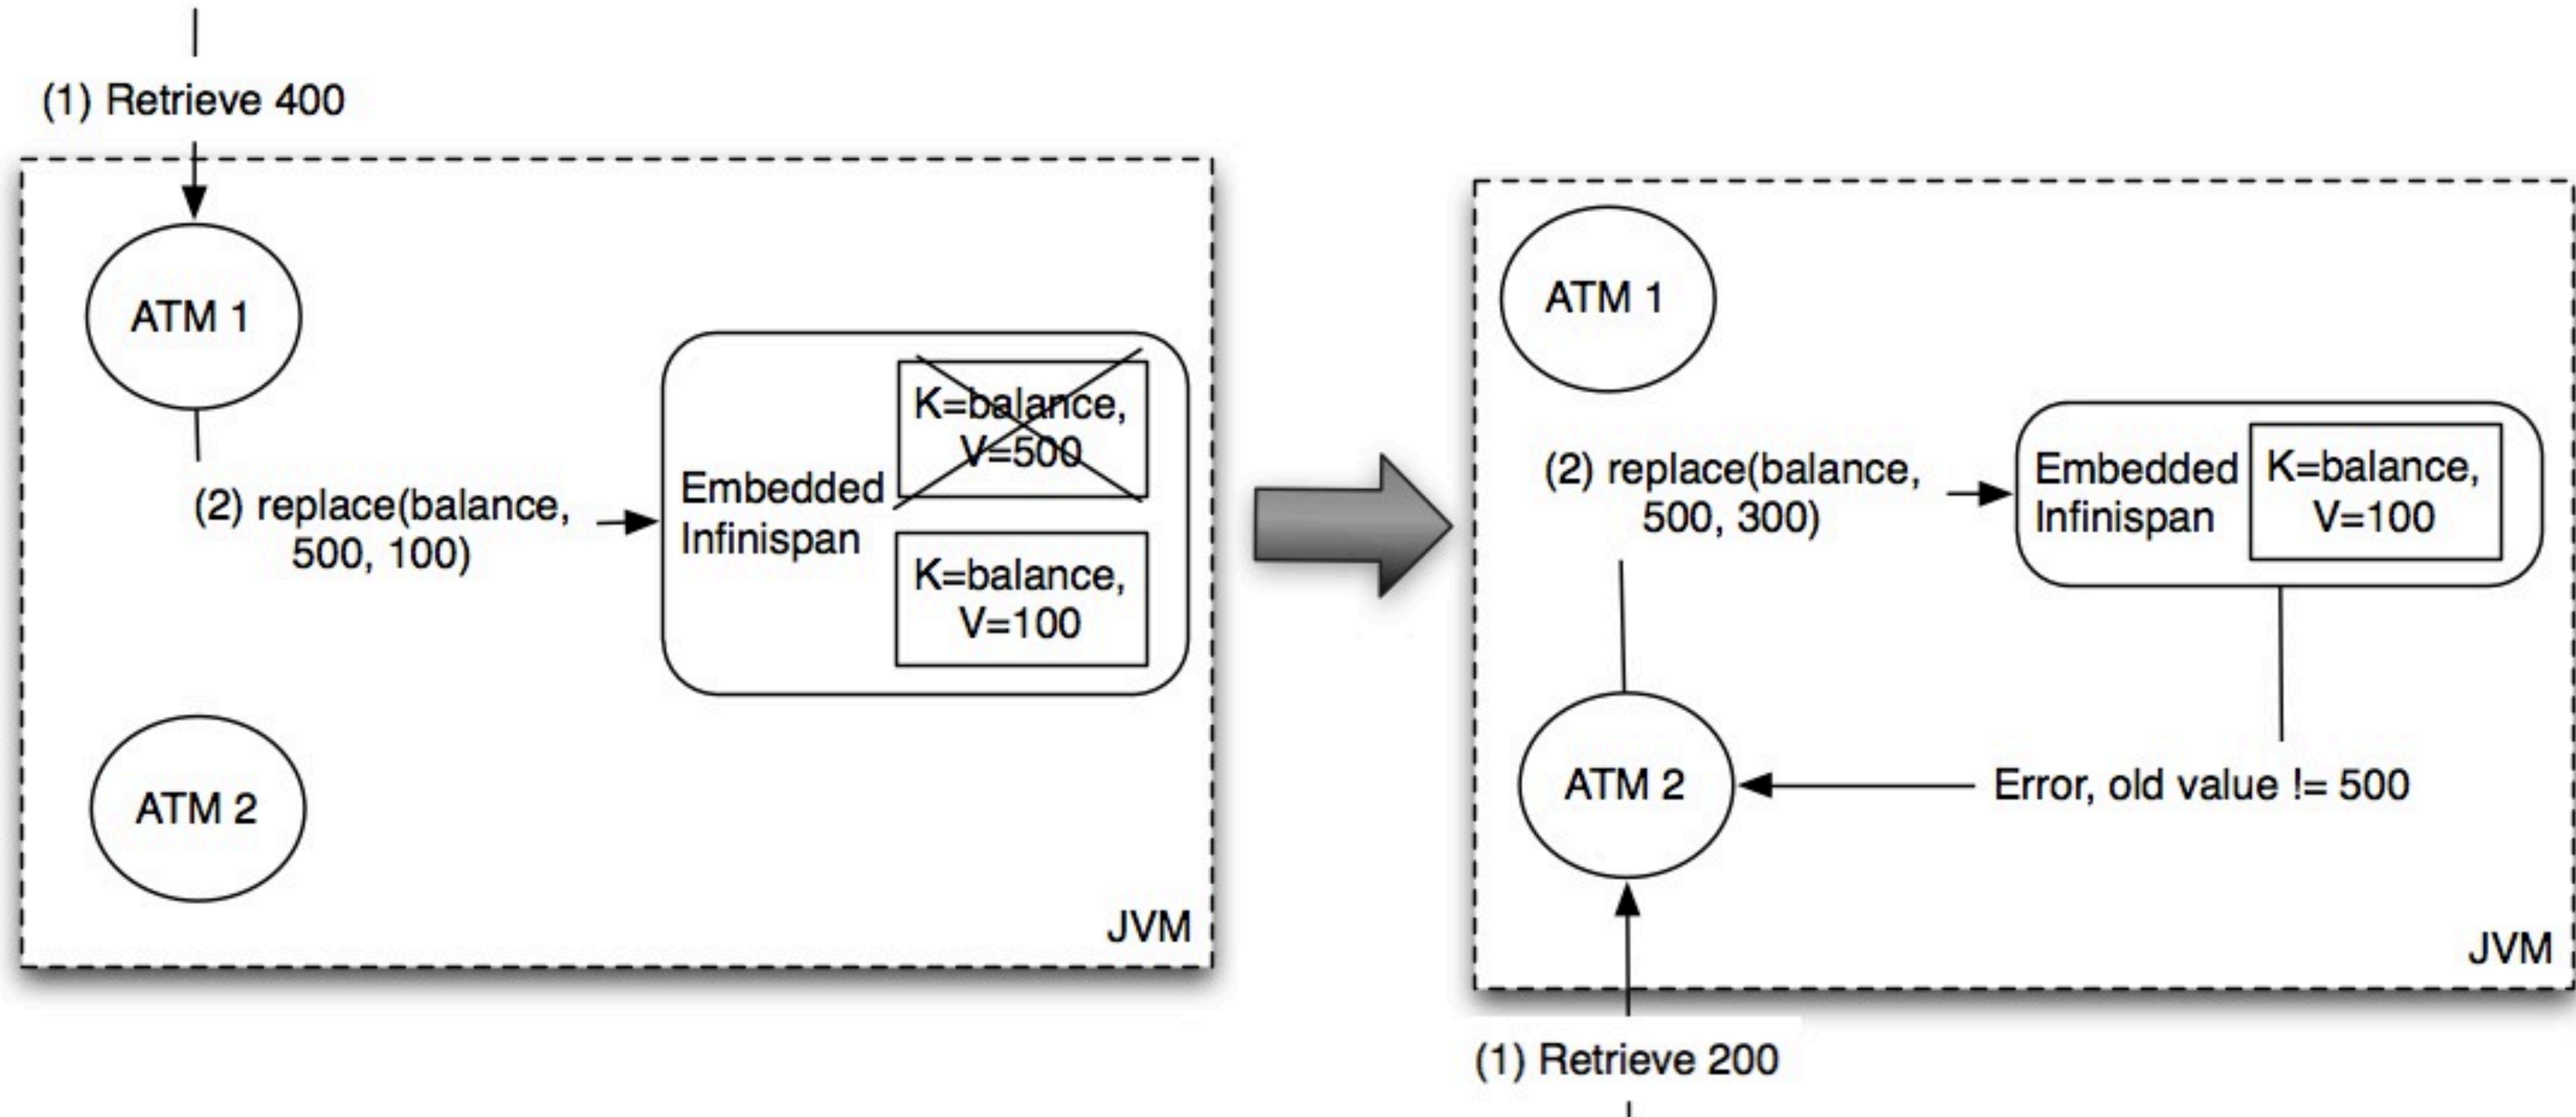 (1) Retrieve 400
ATM 1
(2) replace(balance,
500, 100)
Embedded
Infinispan
K=balance,
V=500
K=balance,
V=100
ATM 2
JVM
ATM 1
(2) replace(balance,
500, 300)
Embedded
Infinispan
K=balance,
V=100
ATM 2
Error, old value != 500
JVM
(1) Retrieve 200